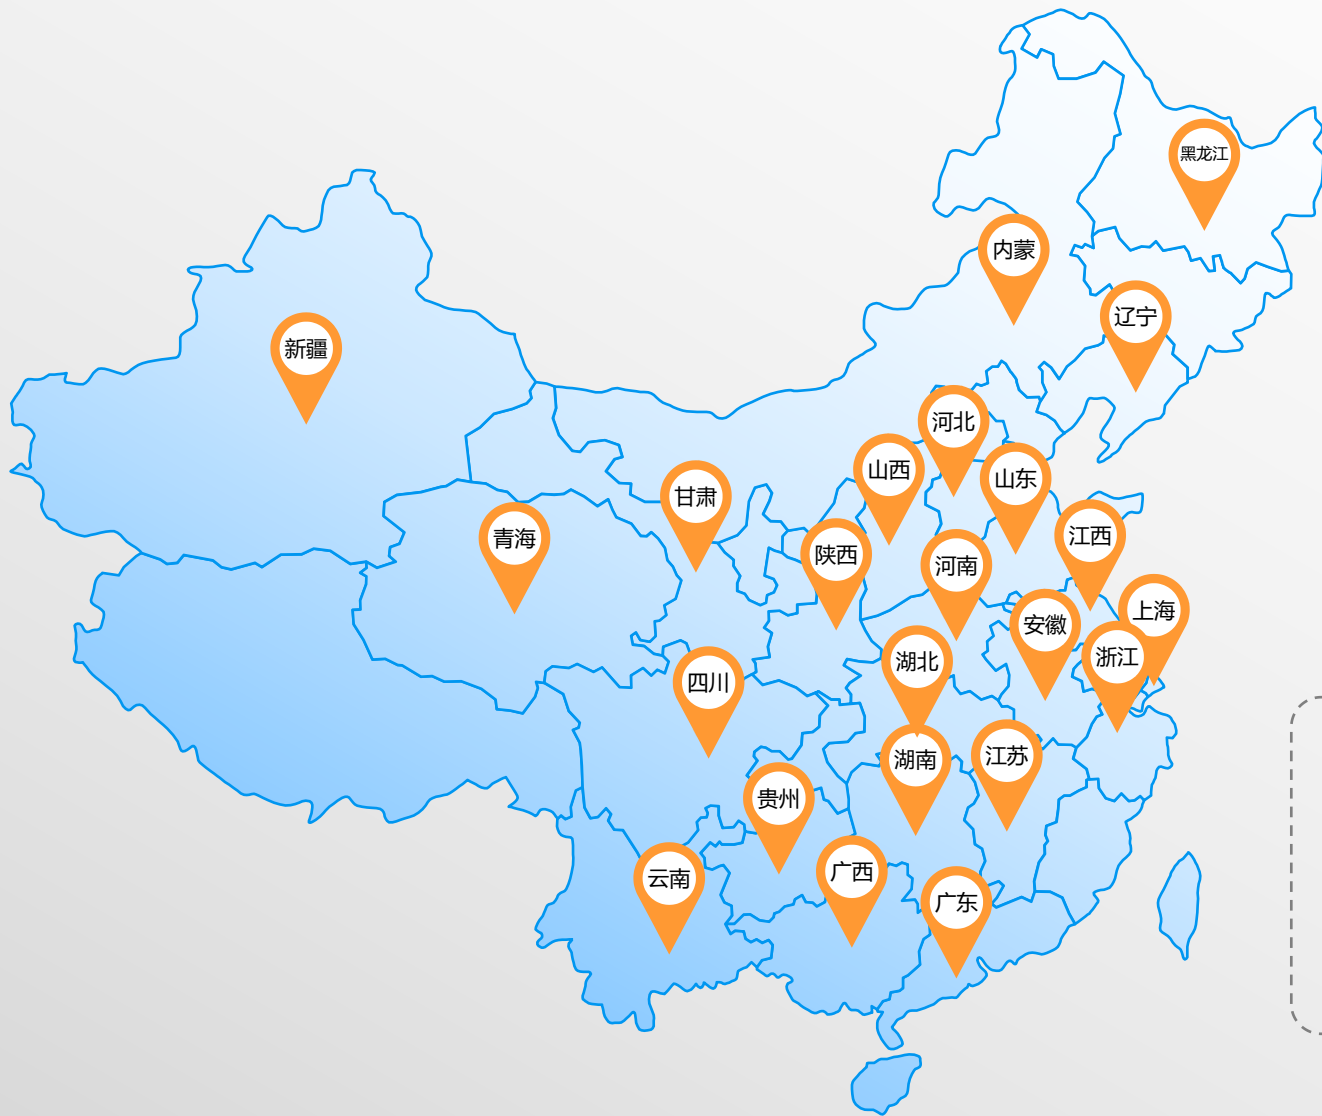 黑龙江
内蒙
辽宁
新疆
河北
山西
山东
甘肃
青海
江西
陕西
河南
上海
安徽
浙江
湖北
四川
江苏
湖南
贵州
广西
云南
广东